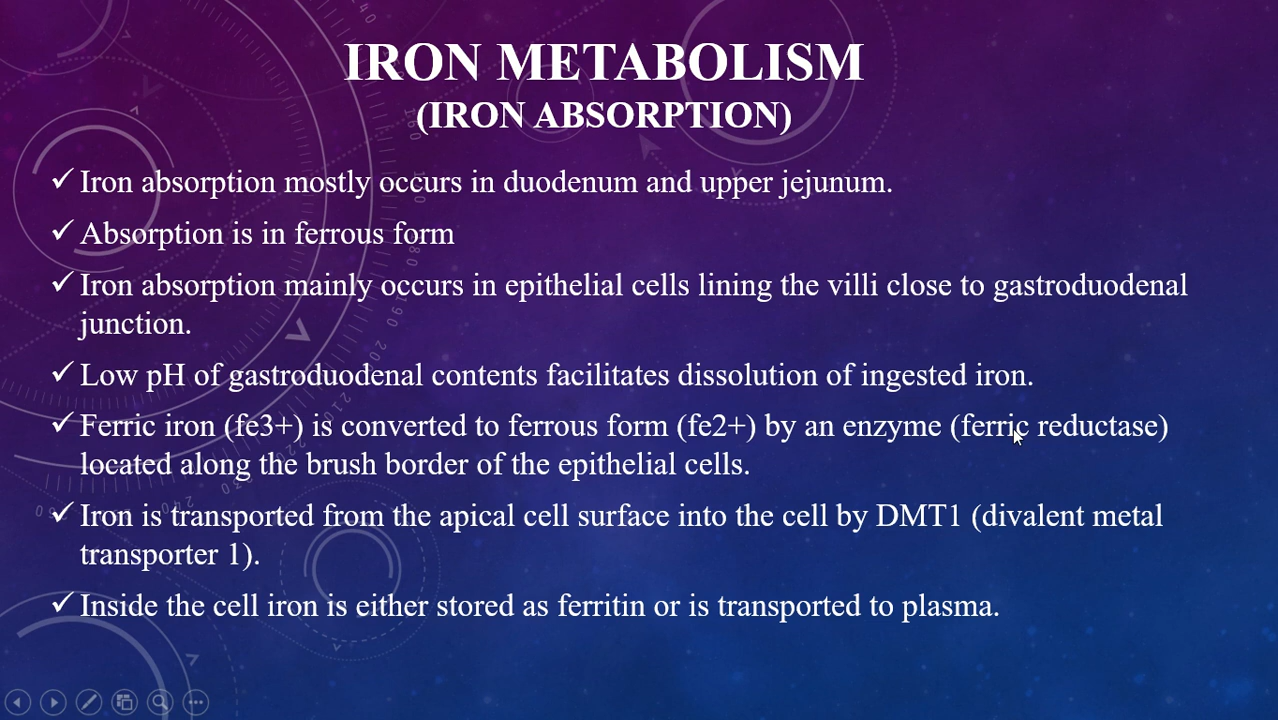 IRON METABOLISM
(IRON ABSORPTION)
✓ Iron absorption mostly occurs in duodenum and upper jejunum.
✓ Absorption is in ferrous form
✓ Iron absorption mainly occurs in epithelial cells lining the villi close to gastroduodenal
junction.
✓ Low pH of gastroduodenal contents facilitates dissolution of ingested iron.
✓ Ferric iron (fe3+) is converted to ferrous form (fe2+) by an enzyme (ferric reductase)
located along the brush border of the epithelial cells.
✓ Iron is transported from the apical cell surface into the cell by DMT1 (divalent metal
transporter 1).
✓ Inside the cell iron is either stored as ferritin or is transported to plasma.